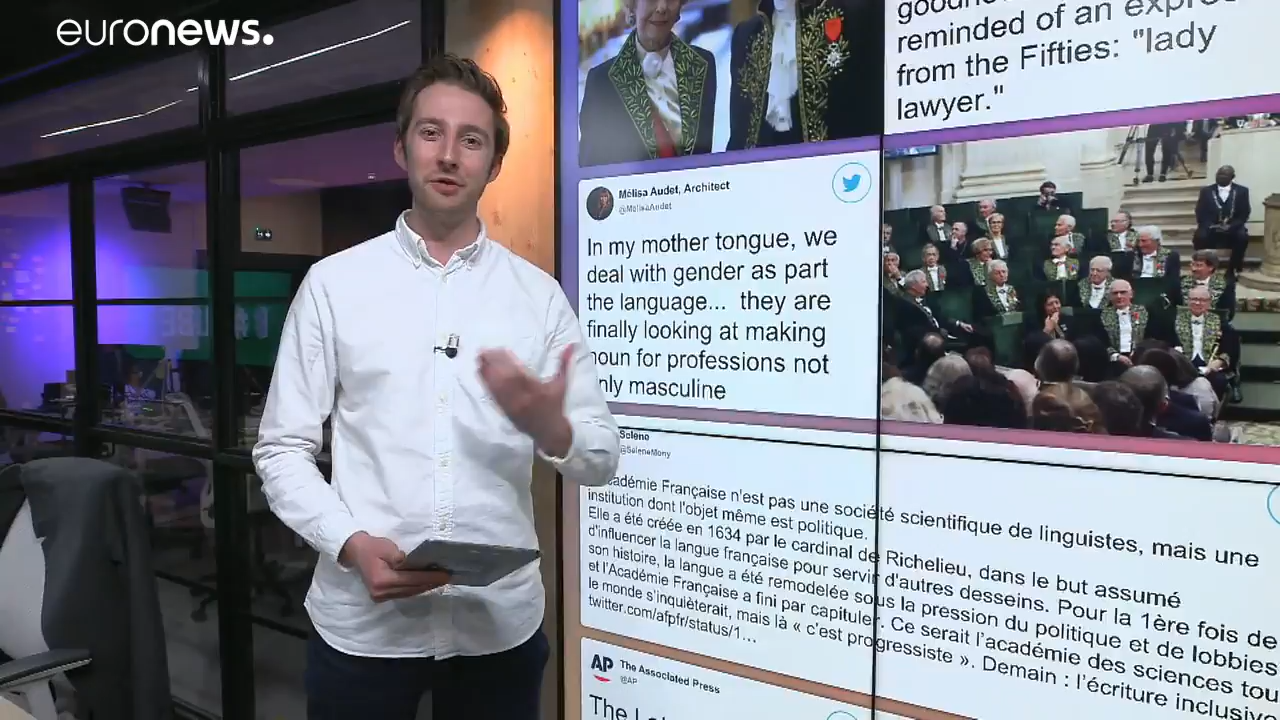 euronews.
reminded of an
from the Fifties: "lady
lawyer."
Mélisa Audet, Architect
@MelisaAudet
In my mother tongue, we
deal with gender as part
the language... they are
finally looking at making
noun for professions not
only masculine
Selene
@SeleneMony
Académie Française n'est pas une société scientifique de linguistes, mais une
institution dont l'objet même est politique.
Elle a été créée en 1634 par le cardinal de Richelieu, dans le but assumé
d'influencer la langue française pour servir d'autres desseins. Pour la 1ère fois de
son histoire, la langue a été remodelée sous la pression du politique et de lobbies
et l'Académie Française a fini par capituler. Ce serait l'académie des sciences tou
le monde s'inquièterait, mais là « c'est progressiste ». Demain : l'écriture inclusiv
twitter.com/afpfr/status/1...
AP The Associated Press
@AP
The